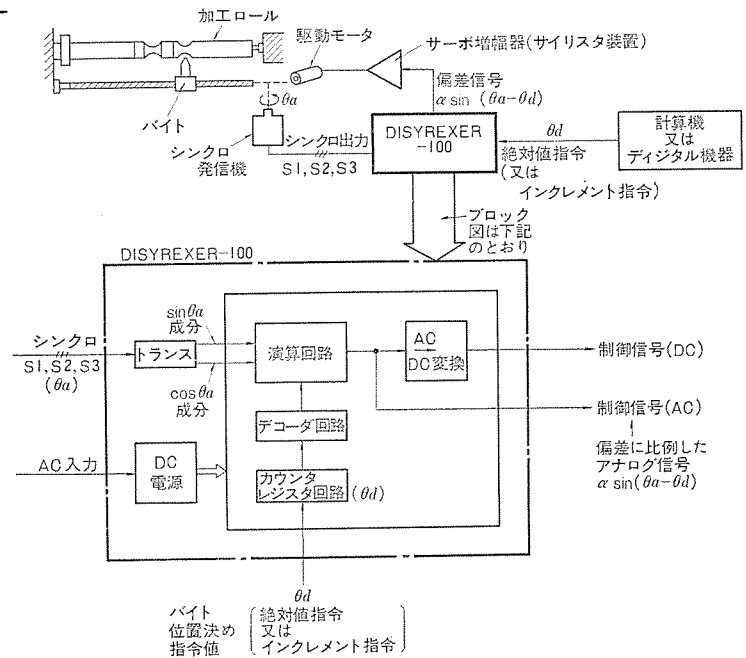 加工ロール
駆動モータ
サーボ増幅器(サイリスタ装置)
θa
バイト
偏差信号
α sin (θa-θd)
シンクロ
発信機
シンクロ出力
S1, S2, S3
DISYREXER
-100
θd
絶対値指令
(又は
インクレメント指令)
計算機
又は
ディジタル機器
ブロック
図は下記
のとおり
DISYREXER-100
シンクロ
S1, S2, S3
(θa)
トランス
sinθa
成分
cosθa
成分
演算回路
AC
DC変換
制御信号(DC)
デコーダ回路
制御信号(AC)
偏差に比例した
アナログ信号
α sin(θa-θd)
AC入力
DC
電源
カウンタ
レジスタ回路
(θd)
θd
バイト
位置決め
指令値
絶対値指令
又は
インクレメント指令